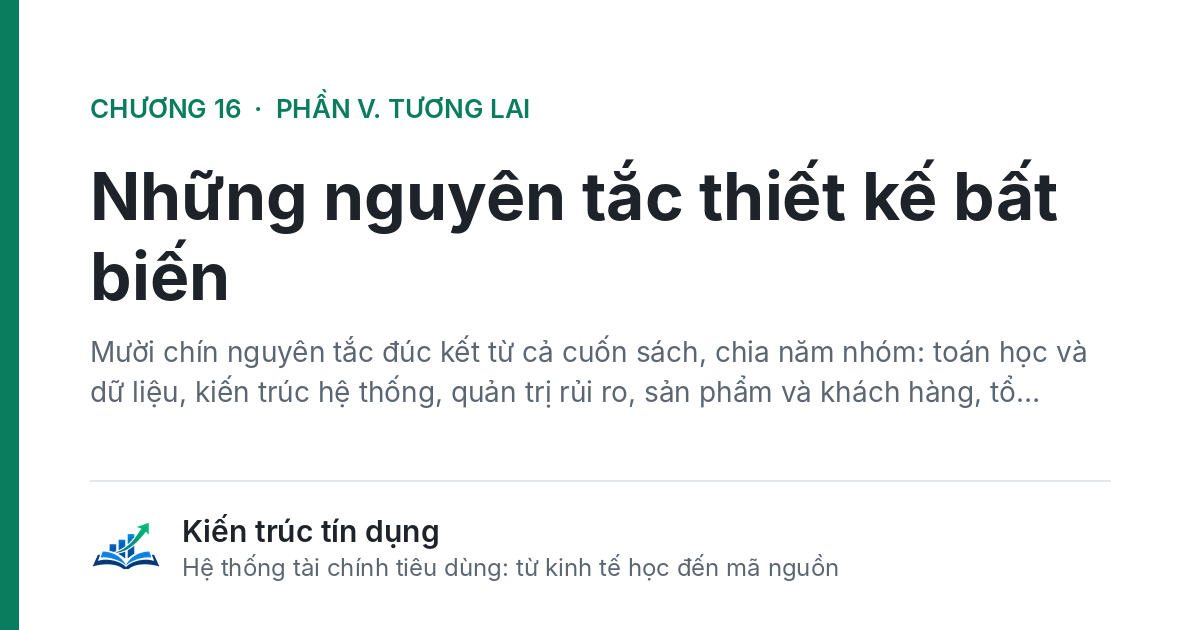 CHƯƠNG 16 · PHẦN V. TƯƠNG LAI
Những nguyên tắc thiết kế bất
biến
Mười chín nguyên tắc đúc kết từ cả cuốn sách, chia năm nhóm: toán học và
dữ liệu, kiến trúc hệ thống, quản trị rủi ro, sản phẩm và khách hàng, tổ...
Kiến trúc tín dụng
Hệ thống tài chính tiêu dùng: từ kinh tế học đến mã nguồn